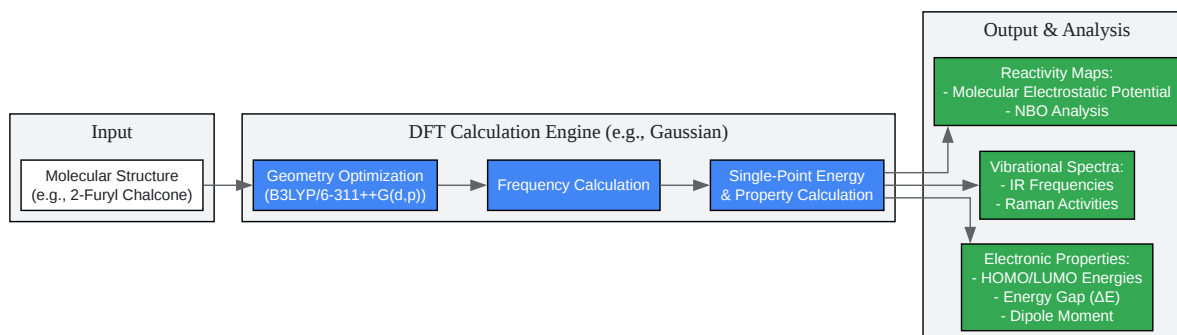 Input
Molecular Structure
(e.g., 2-Furyl Chalcone)
DFT Calculation Engine (e.g., Gaussian)
Geometry Optimization
(B3LYP/6-311++G(d,p))
Frequency Calculation
Single-Point Energy
& Property Calculation
Output & Analysis
Reactivity Maps:
- Molecular Electrostatic Potential
- NBO Analysis
Vibrational Spectra:
- IR Frequencies
- Raman Activities
Electronic Properties:
- HOMO/LUMO Energies
- Energy Gap (ΔE)
- Dipole Moment